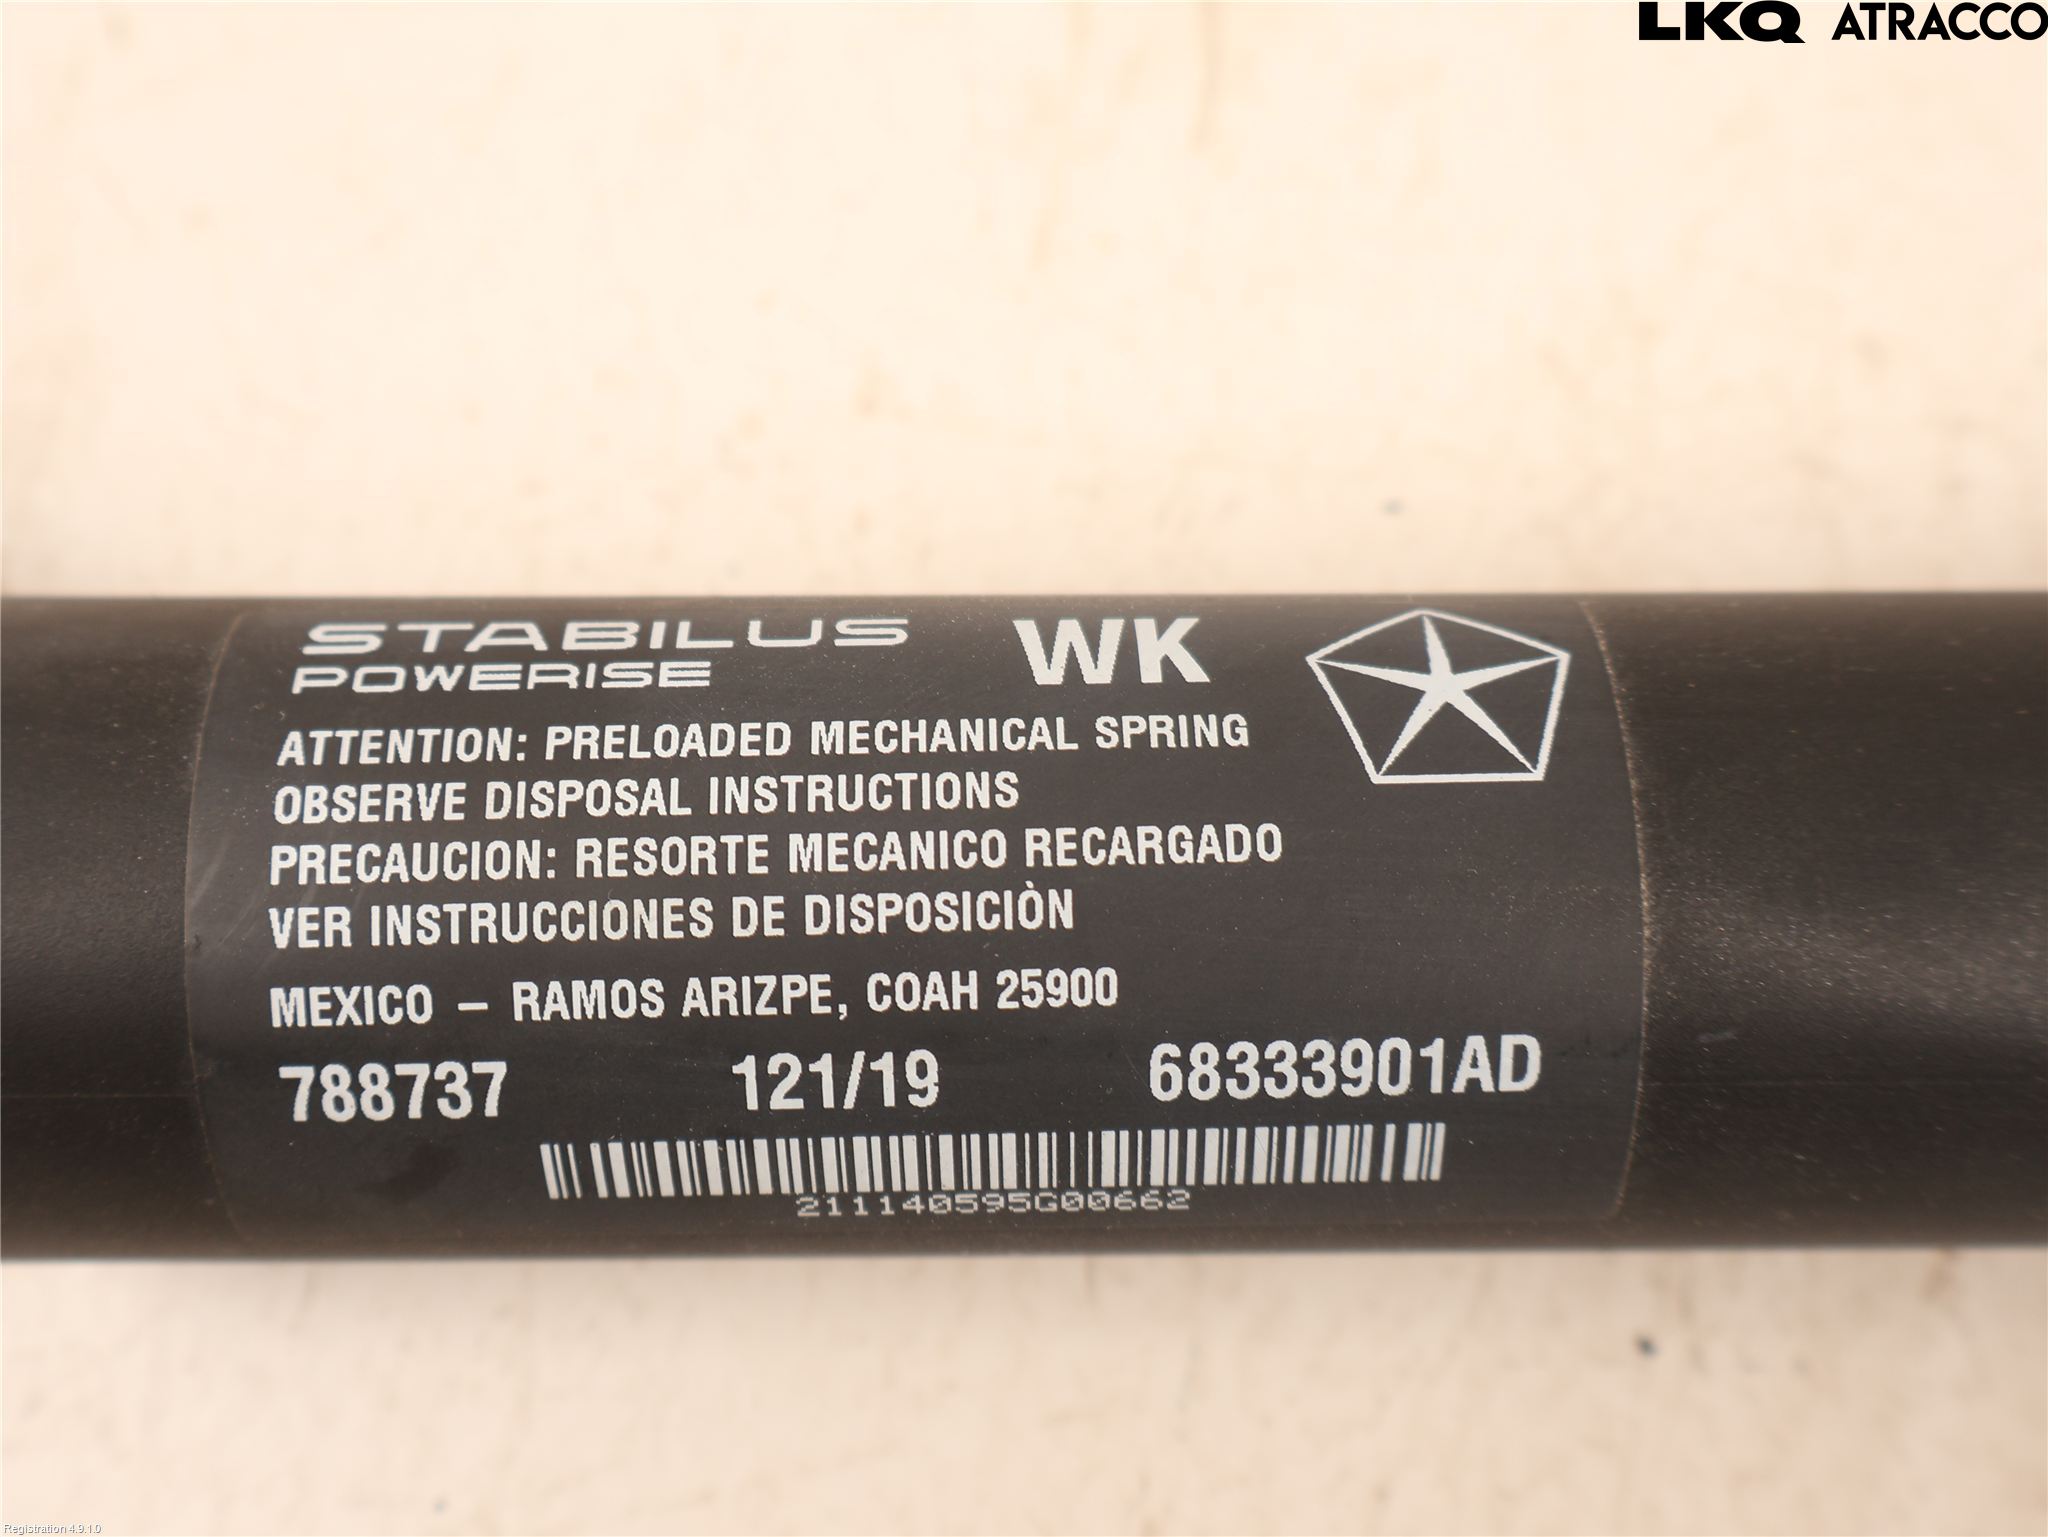 LKQ ATRACCO
STABILUS WK
POWERISE
ATTENTION: PRELOADED MECHANICAL SPRING
OBSERVE DISPOSAL INSTRUCTIONS
PRECAUCION: RESORTE MECANICO RECARGADO
VER INSTRUCCIONES DE DISPOSICIÒN
MEXICO – RAMOS ARIZPE, COAH 25900
788737 121/19 68333901AD
211140595G00662
Registration 4.9.1.0